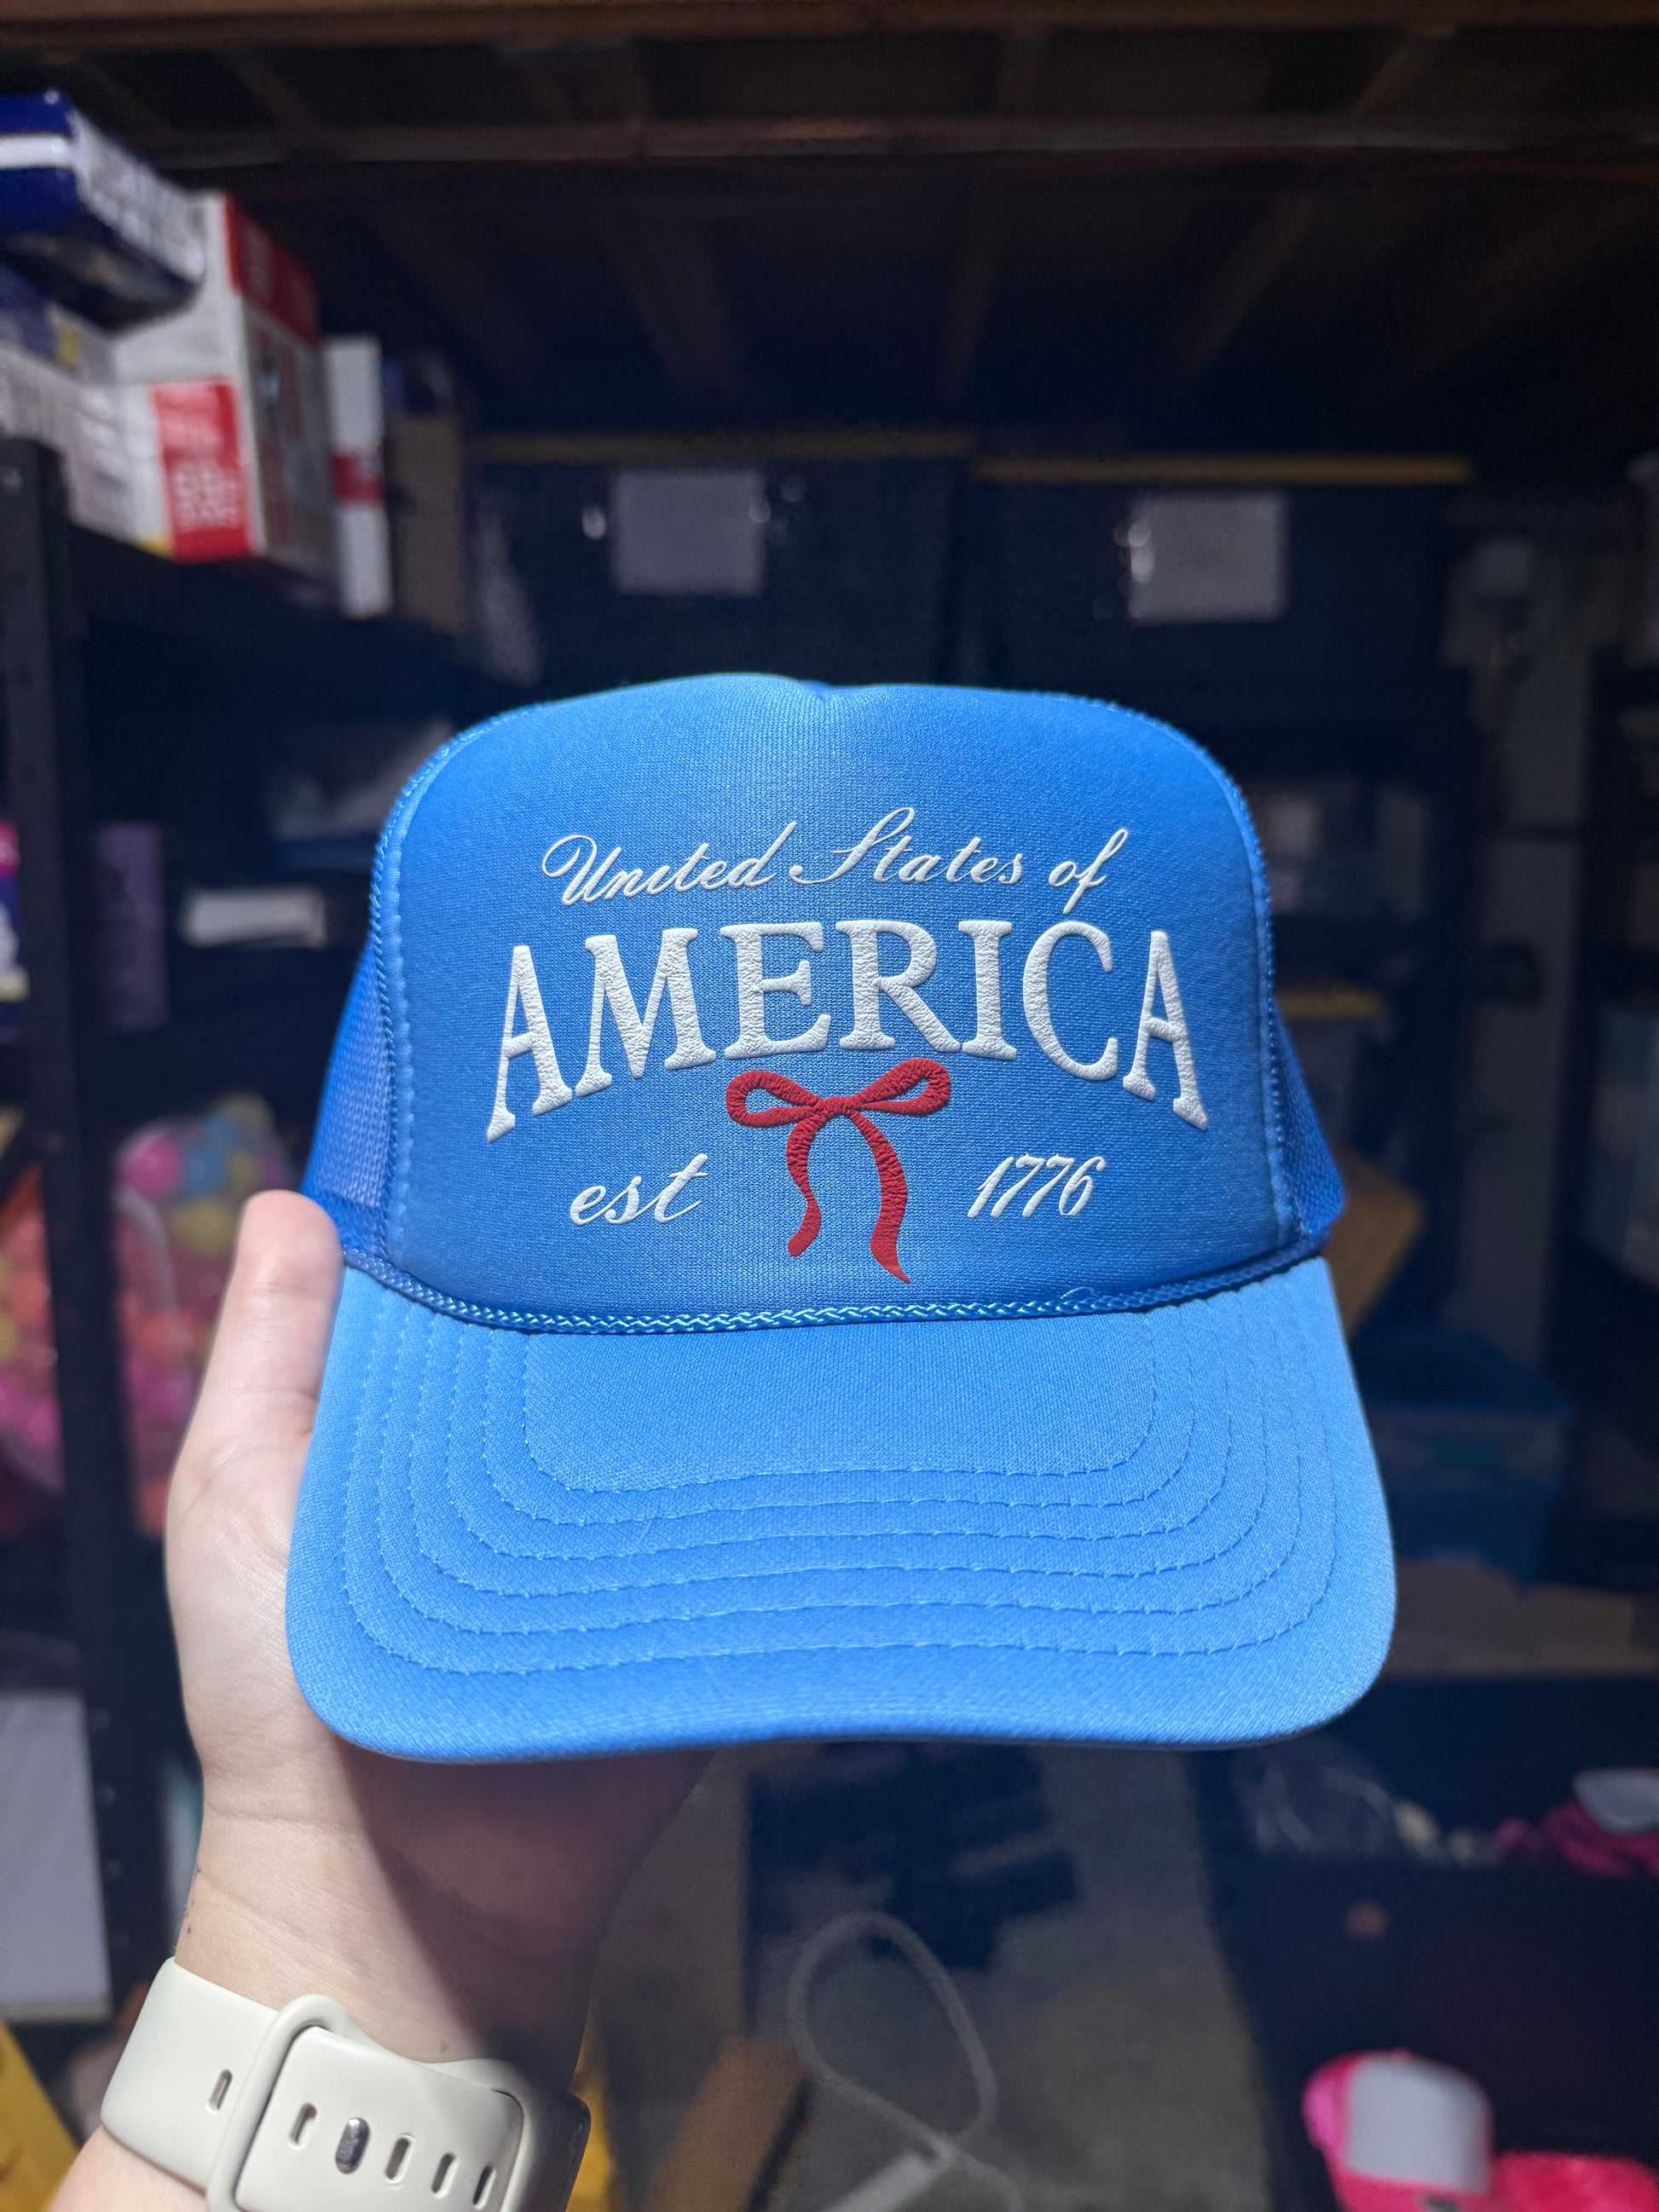 United States of
AMERICA
est 1776